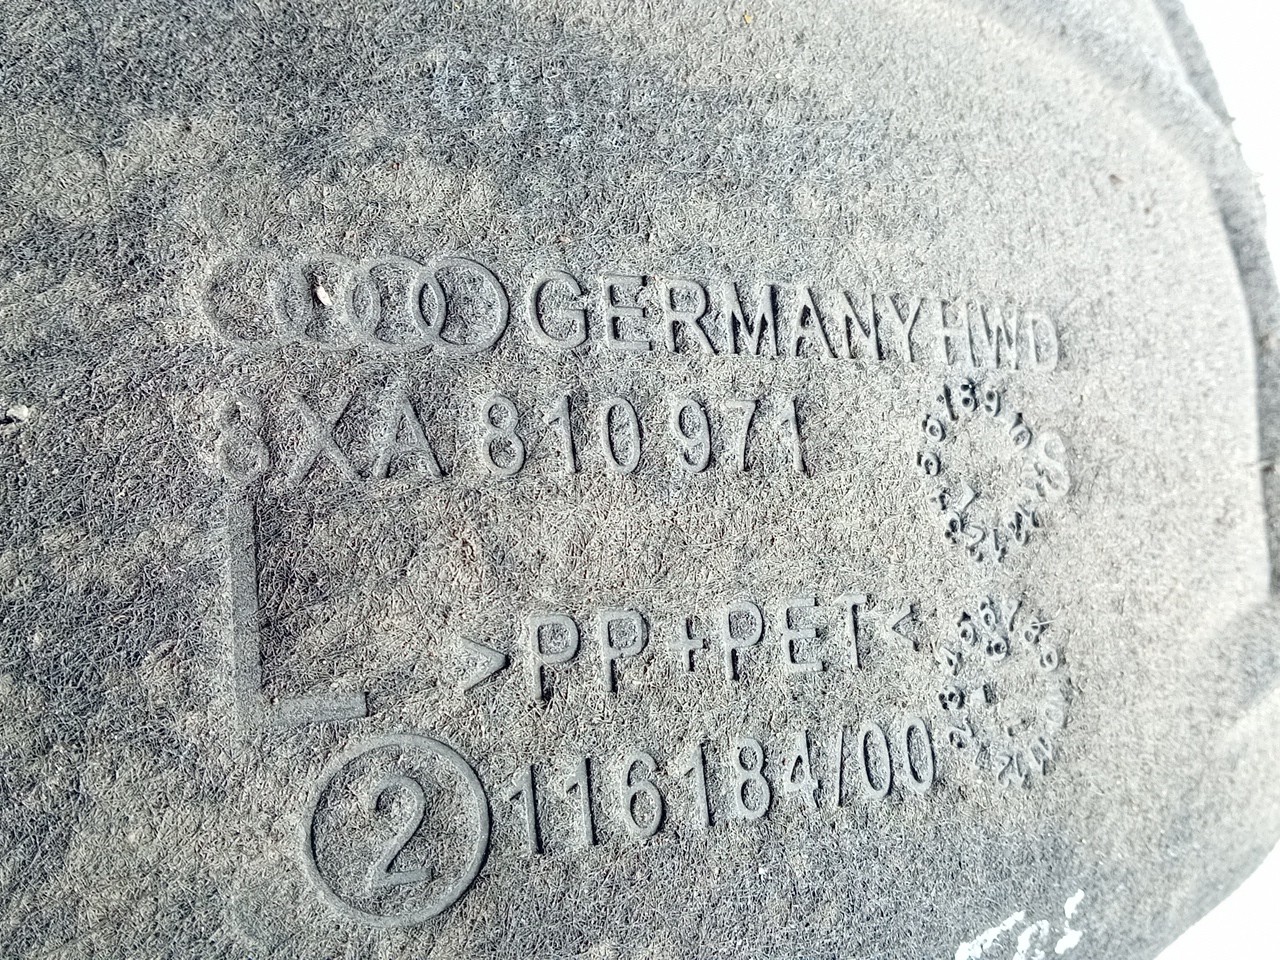 GERMANY HWD
8XA 810 971
L
>PP+PET<
2 116184/00